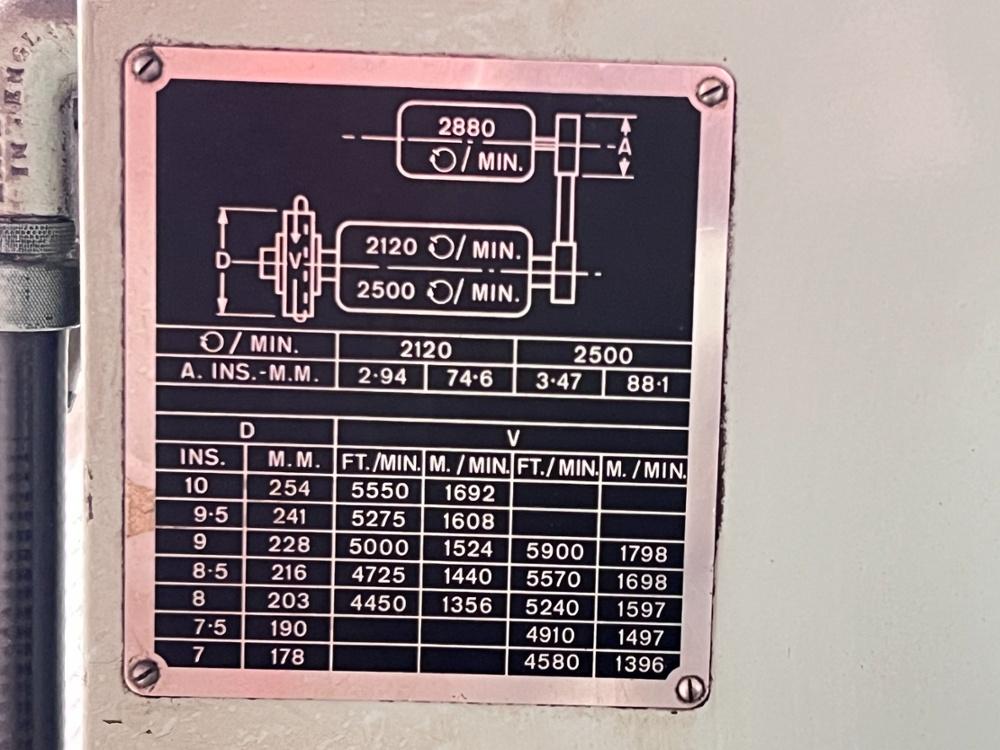 2880
↻/ MIN.
A
2120 ↻/ MIN.
D
V
2500 ↻/ MIN.
↻/ MIN. 2120 2500
A. INS.-M.M. 2·94 74·6 3·47 88·1
D V
INS. M.M. FT./MIN. M. / MIN. FT./ MIN. M. / MIN.
10 254 5550 1692
9·5 241 5275 1608
9 228 5000 1524 5900 1798
8·5 216 4725 1440 5570 1698
8 203 4450 1356 5240 1597
7·5 190 4910 1497
7 178 4580 1396